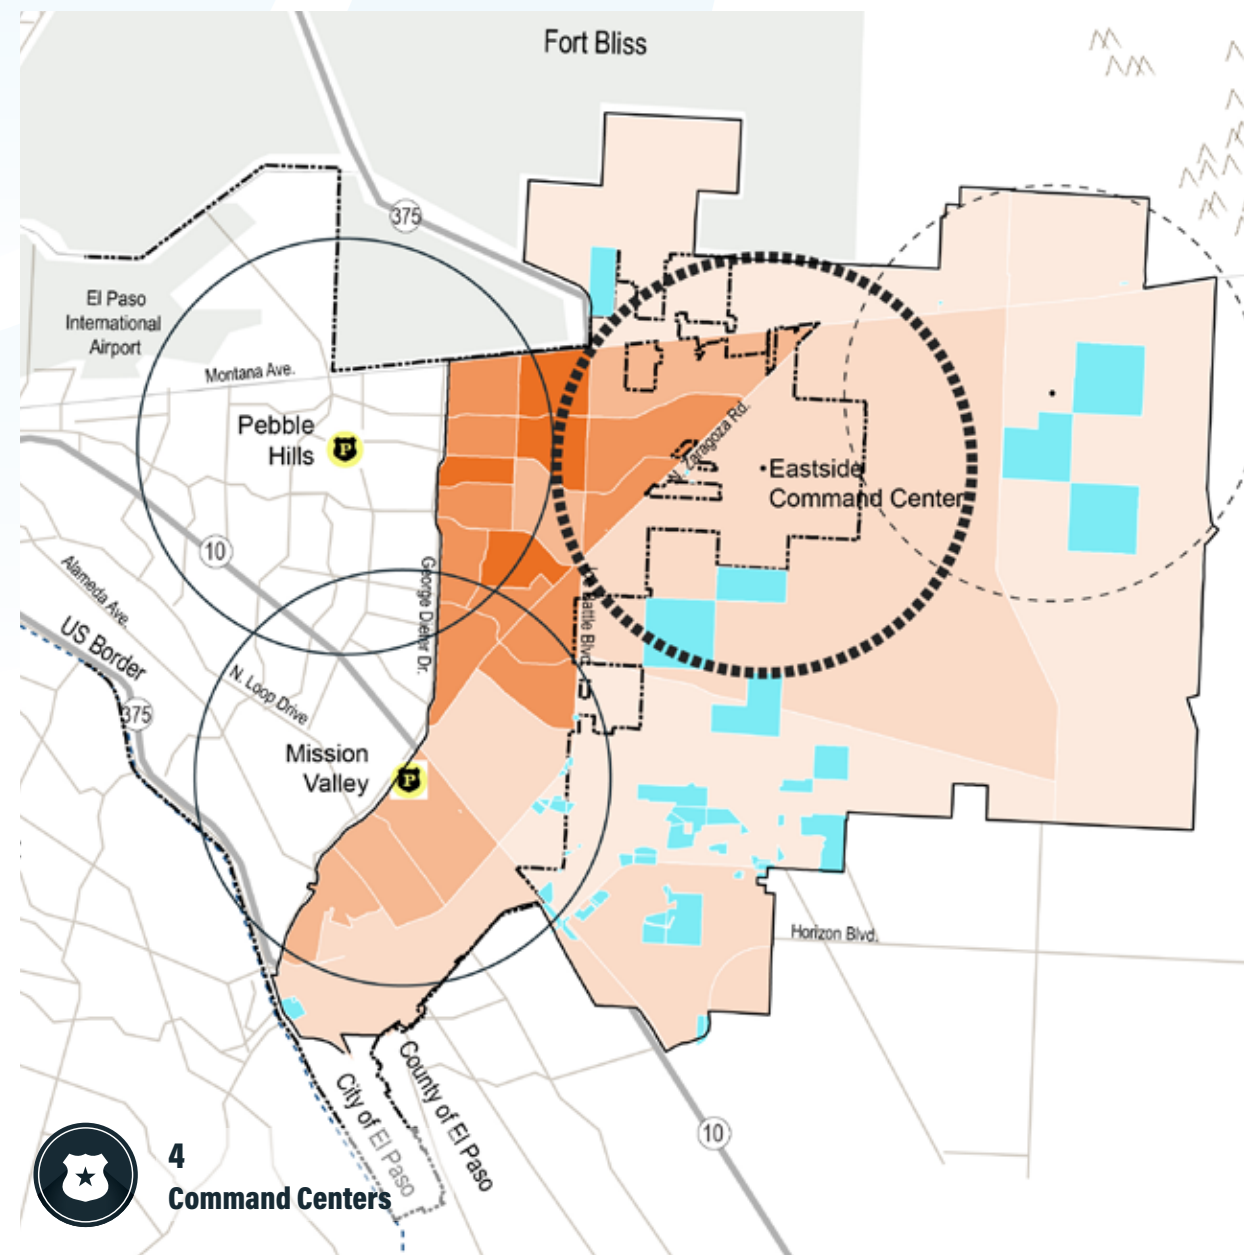 Fort Bliss
375
El Paso
International
Airport
Montana Ave.
Pebble
Hills
P
N. Zaragoza Rd.
Eastside
Command Center
10
Alameda Ave.
George Dieter Dr.
US Border
N. Loop Drive
375
Mission
Valley
P
Horizon Blvd.
County of El Paso
City of El Paso
10
4
Command Centers